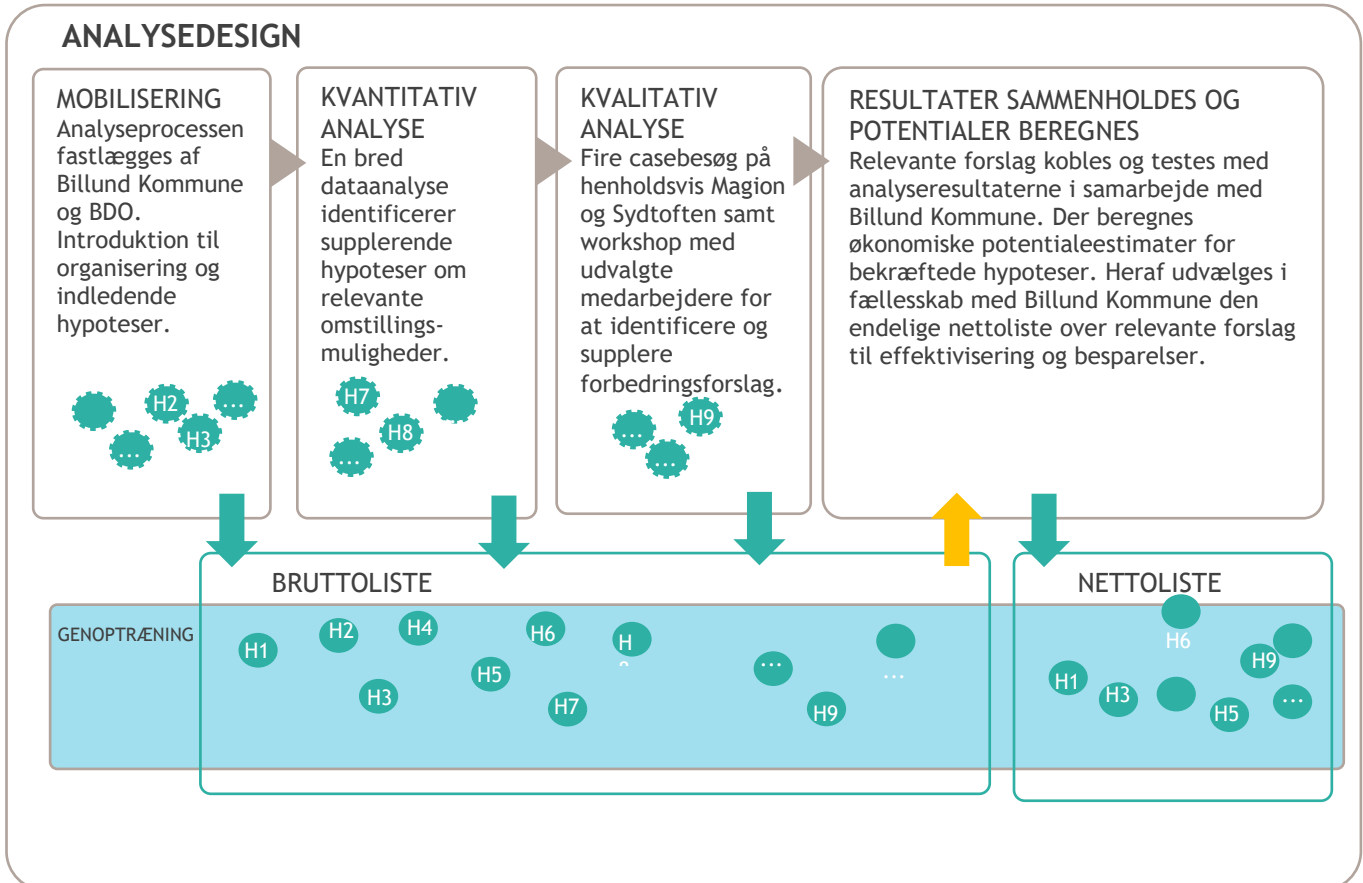 ANALYSEDESIGN
MOBILISERING
Analyseprocessen
fastlægges af
Billund Kommune
og BDO.
Introduktion til
organisering og
indledende
hypoteser.
H2
...
...
H3
KVANTITATIV
ANALYSE
En bred
dataanalyse
identificerer
supplerende
hypoteser om
relevante
omstillings-
muligheder.
H7
H8
...
KVALITATIV
ANALYSE
Fire casebesøg på
henholdsvis Magion
og Sydtoften samt
workshop med
udvalgte
medarbejdere for
at identificere og
supplere
forbedringsforslag.
H9
...
...
RESULTATER SAMMENHOLDES OG
POTENTIALER BEREGNES
Relevante forslag kobles og testes med
analyseresultaterne i samarbejde med
Billund Kommune. Der beregnes
økonomiske potentialeestimater for
bekræftede hypoteser. Heraf udvælges i
fællesskab med Billund Kommune den
endelige nettoliste over relevante forslag
til effektivisering og besparelser.
BRUTTOLISTE
GENOPTRÆNING
H1
H2
H3
H4
H5
H6
H7
H
...
H9
...
NETTOLISTE
H1
H3
H6
H5
H9
...